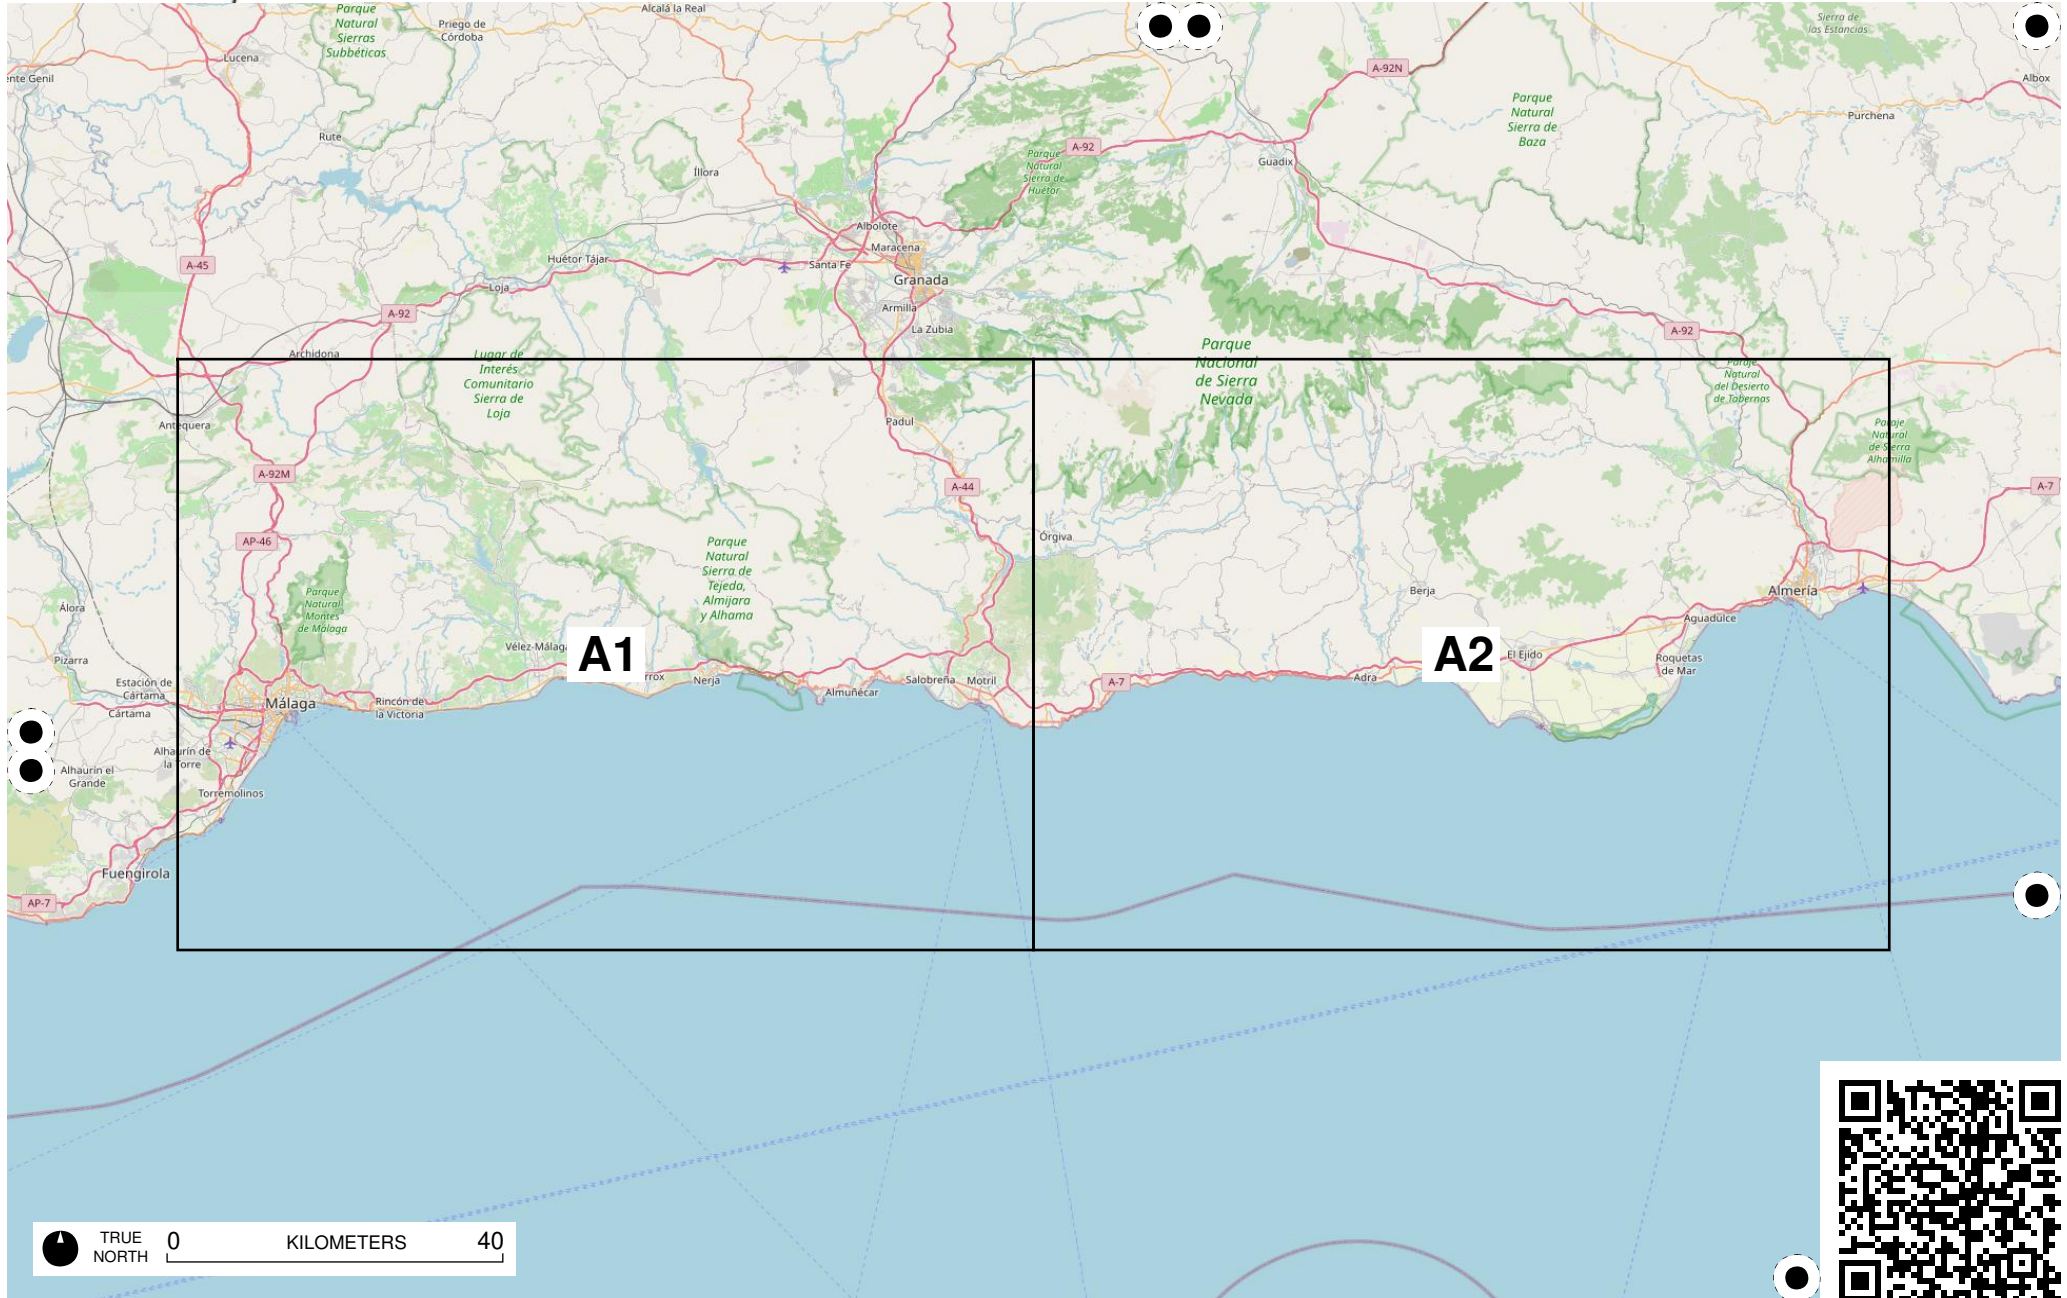 Parque
Natural
Sierras
Subbéticas
Priego de
Córdoba
Alcalá la Real
Sierra de
las Estancias
Lucena
ente Genil
A-92N
Albox
Parque
Natural
Sierra de
Baza
Purchena
Rute
A-92
Parque
Natural
Sierra de
Huétor
Guadix
Íllora
Albolote
Maracena
A-45
Huétor Tájar
Santa Fe
Granada
Loja
Armilla
A-92
La Zubia
A-92
Archidona
Lugar de
Interés
Comunitario
Sierra de
Loja
Parque
Nacional
de Sierra
Nevada
Paraje
Natural
del Desierto
de Tabernas
Antequera
Padul
Paraje
Natural
de Sierra
Alhamilla
A-92M
A-44
A-7
AP-46
Órgiva
Parque
Natural
Sierra de
Tejeda,
Almijara
y Alhama
Parque
Natural
Montes
de Málaga
Álora
Berja
Almería
Aguadulce
Pizarra
Vélez-Málaga
A1
A2
El Ejido
Roquetas
de Mar
Estación de
Cártama
rrox
Nerja
Salobreña
Motril
A-7
Adra
Almuñécar
Cártama
Málaga
Rincón de
la Victoria
Alhaurín de
la Torre
Alhaurín el
Grande
Torremolinos
Fuengirola
AP-7
TRUE
NORTH
0
KILOMETERS
40